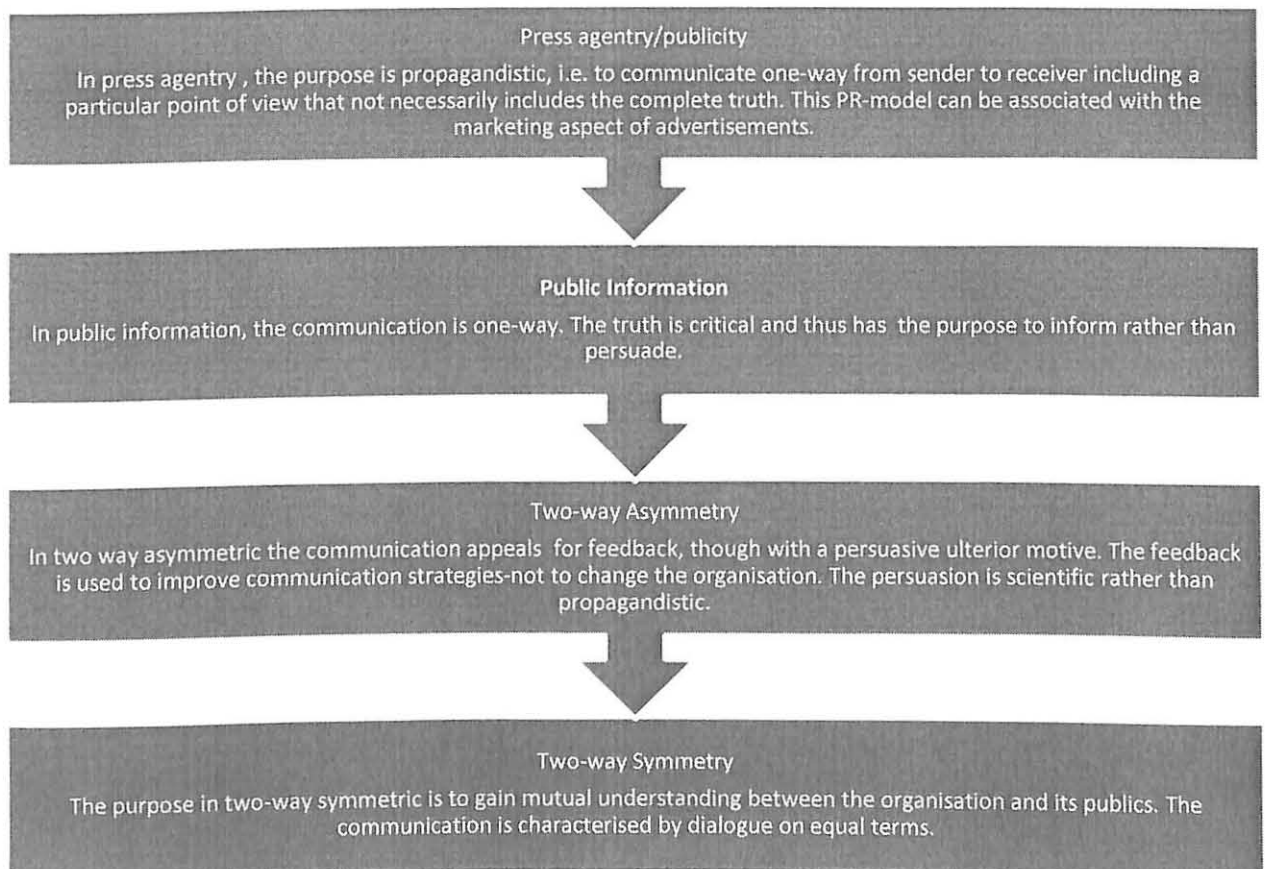 Press agentry/publicity
In press agentry , the purpose is propagandistic, i.e. to communicate one-way from sender to receiver including a
particular point of view that not necessarily includes the complete truth. This PR-model can be associated with the
marketing aspect of advertisements.
Public Information
In public information, the communication is one-way. The truth is critical and thus has the purpose to inform rather than
persuade.
Two-way Asymmetry
In two way asymmetric the communication appeals for feedback, though with a persuasive ulterior motive. The feedback
is used to improve communication strategies-not to change the organisation. The persuasion is scientific rather than
propagandistic.
Two-way Symmetry
The purpose in two-way symmetric is to gain mutual understanding between the organisation and its publics. The
communication is characterised by dialogue on equal terms.